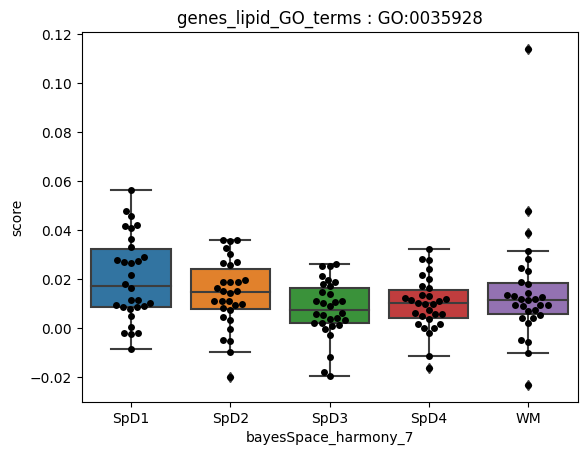 genes_lipid_GO_terms : GO:0035928
0.12
0.10
0.08
0.06
0.04
0.02
0.00
−0.02
score
SpD1 SpD2 SpD3 SpD4 WM
bayesSpace_harmony_7